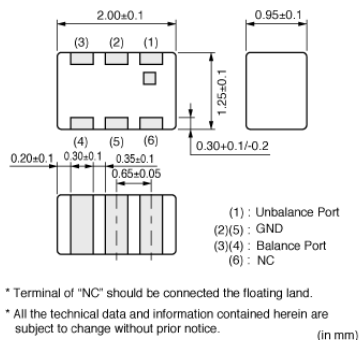 2.00±0.1
0.95±0.1
(3) (2) (1)
1.25±0.1
(4) (5) (6)
0.30+0.1/-0.2
0.20±0.1 0.30±0.1 0.35±0.1
0.65±0.05
(1) : Unbalance Port
(2)(5) : GND
(3)(4) : Balance Port
(6) : NC
* Terminal of "NC" should be connected the floating land.
* All the technical data and information contained herein are
subject to change without prior notice.
(in mm)